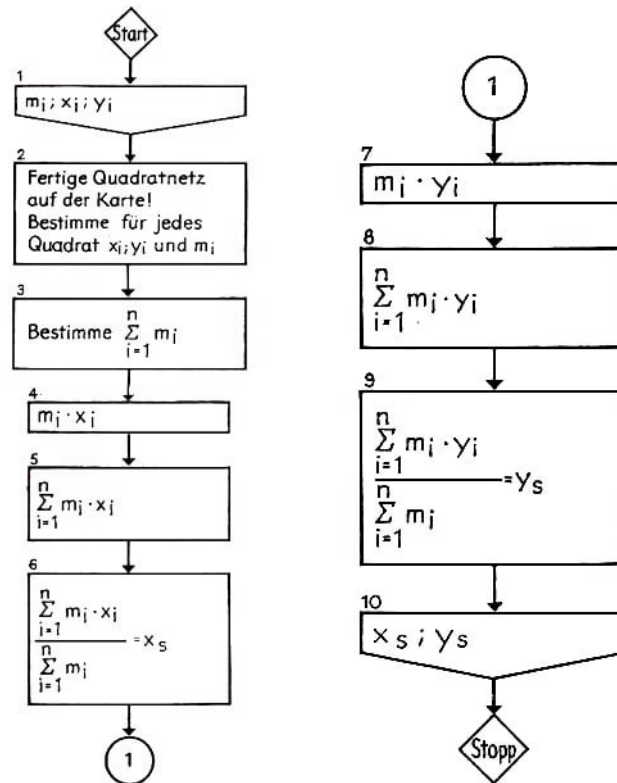 Start
1
mᵢ; xᵢ; yᵢ
2
Fertige Quadratnetz
auf der Karte!
Bestimme für jedes
Quadrat xᵢ; yᵢ und mᵢ
3
n
Bestimme Σ mᵢ
i=1
4
mᵢ · xᵢ
5
n
Σ mᵢ · xᵢ
i=1
6
n
Σ mᵢ · xᵢ
i=1
= xₛ
n
Σ mᵢ
i=1
1
1
7
mᵢ · yᵢ
8
n
Σ mᵢ · yᵢ
i=1
9
n
Σ mᵢ · yᵢ
i=1
= yₛ
n
Σ mᵢ
i=1
10
xₛ ; yₛ
Stopp